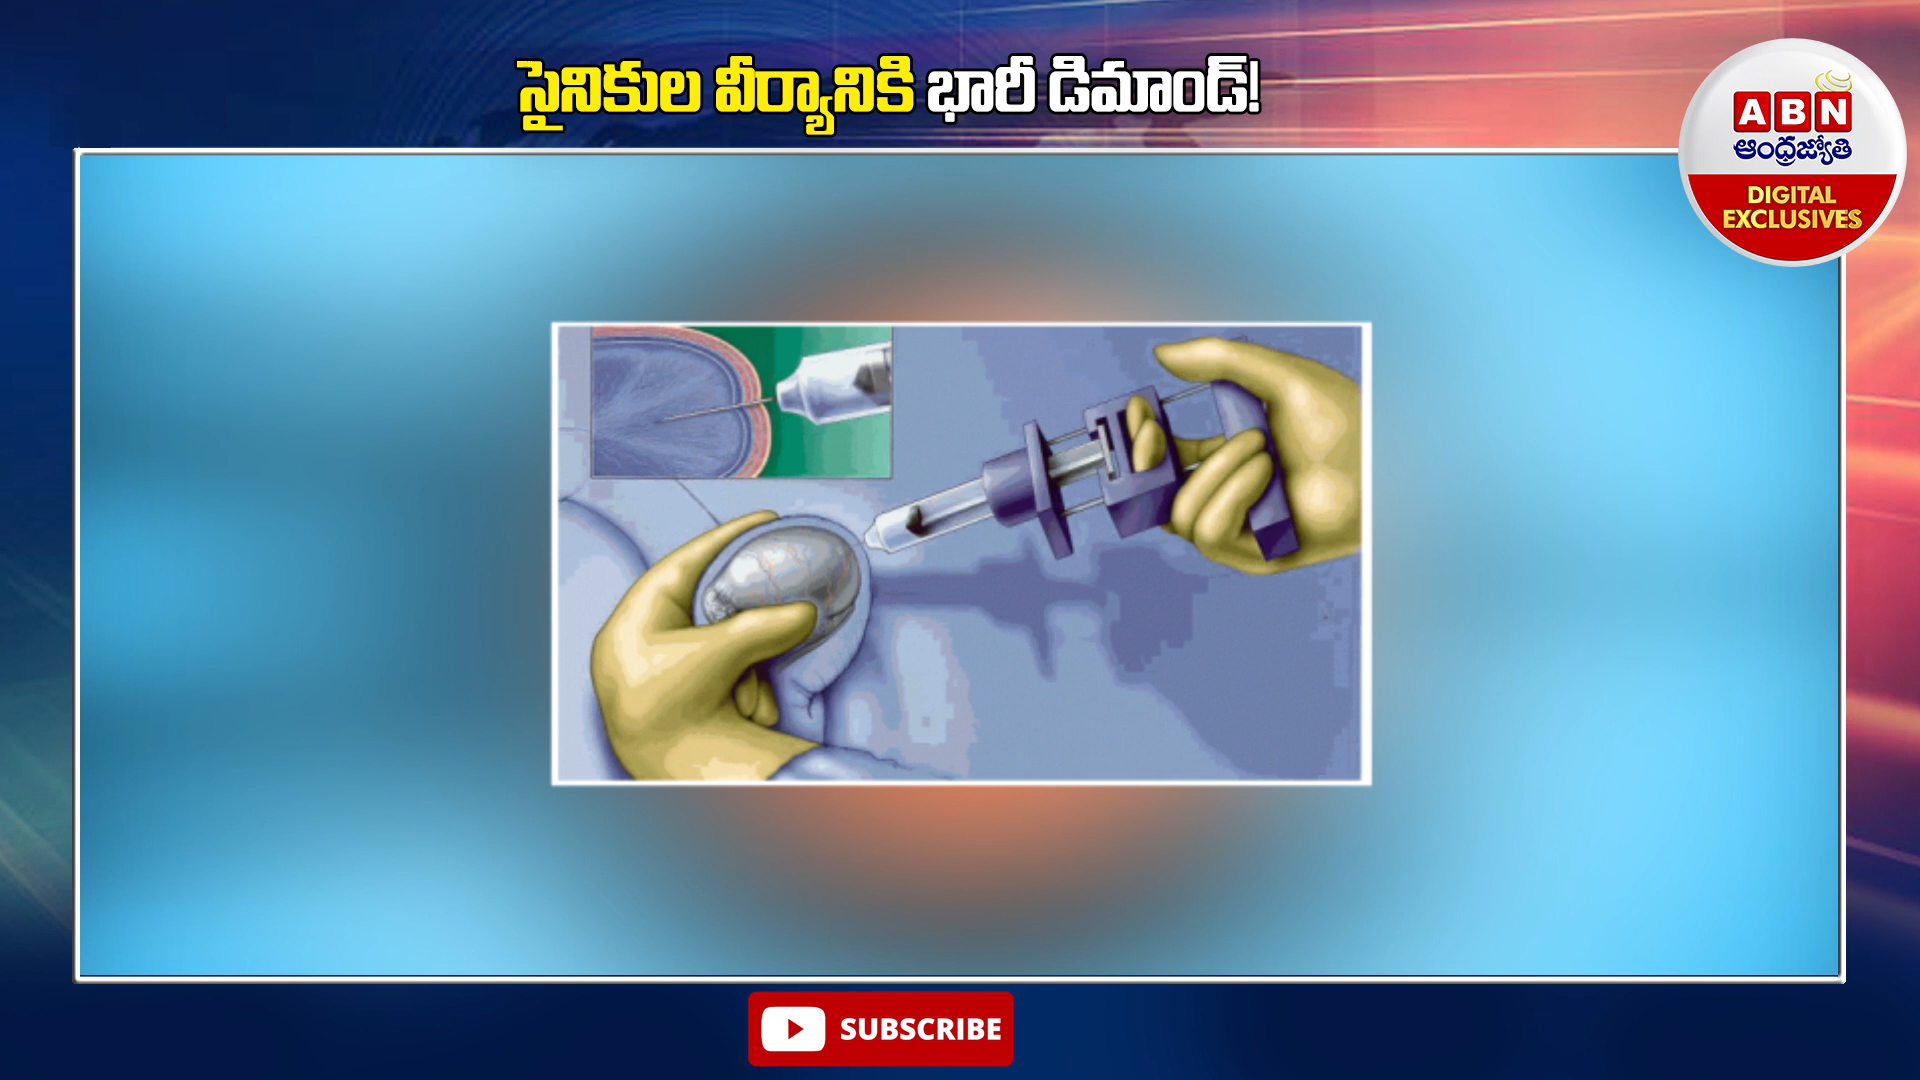 సైనికుల వీర్యానికి భారీ డిమాండ్!
ABN
ఆంధ్రజ్యోతి
DIGITAL
EXCLUSIVES
SUBSCRIBE